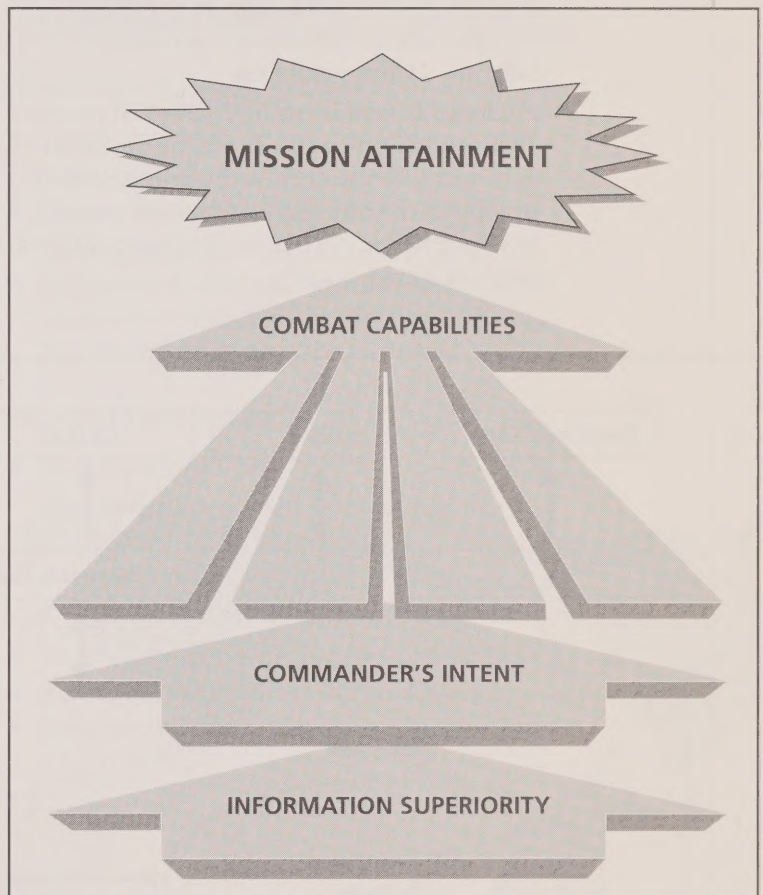 MISSION ATTAINMENT
COMBAT CAPABILITIES
COMMANDER'S INTENT
INFORMATION SUPERIORITY